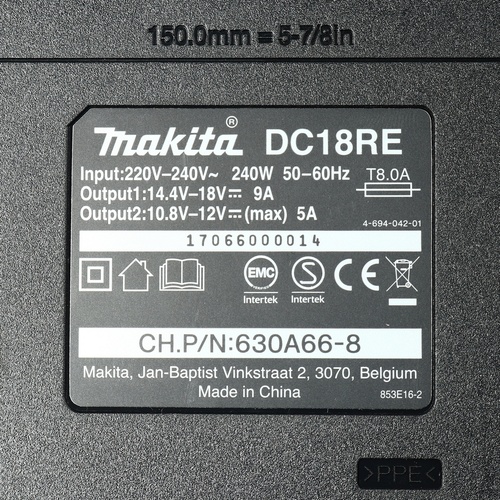 150.0mm = 5-7/8in
makita® DC18RE
Input:220V–240V~ 240W 50–60Hz T8.0A
Output1:14.4V–18V⎓ 9A
Output2:10.8V–12V⎓(max) 5A
4-694-042-01
17066000014
EMC S CE
Intertek Intertek
CH.P/N:630A66-8
Makita, Jan-Baptist Vinkstraat 2, 3070, Belgium
Made in China 853E16-2
>PPE<